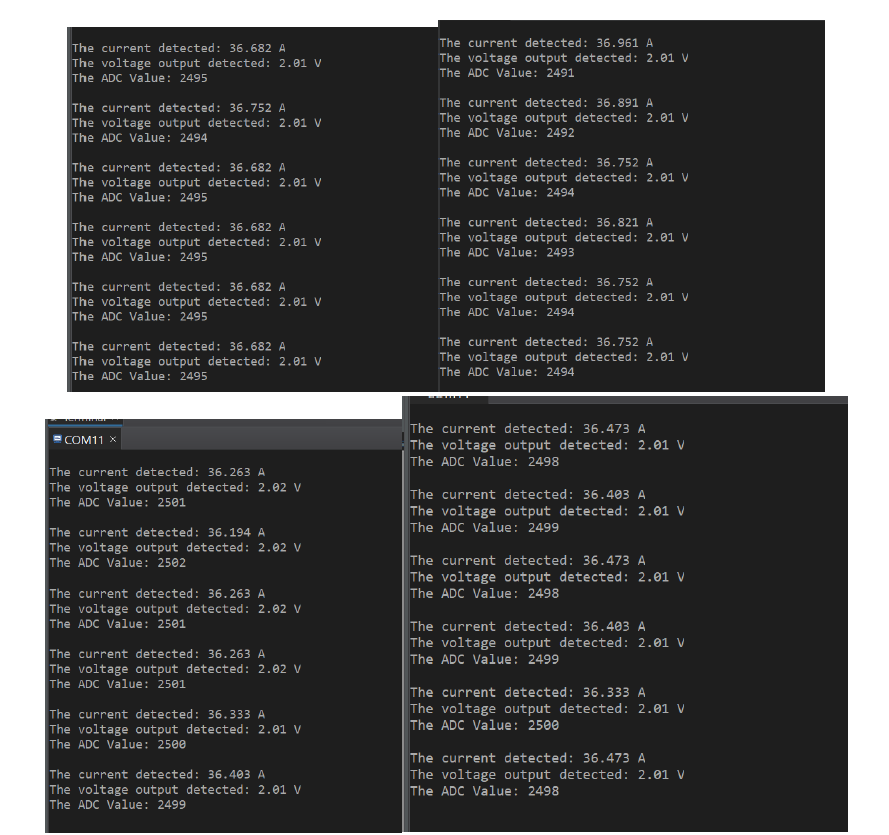 The current detected: 36.682 A
The voltage output detected: 2.01 V
The ADC Value: 2495
The current detected: 36.752 A
The voltage output detected: 2.01 V
The ADC Value: 2494
The current detected: 36.682 A
The voltage output detected: 2.01 V
The ADC Value: 2495
The current detected: 36.682 A
The voltage output detected: 2.01 V
The ADC Value: 2495
The current detected: 36.682 A
The voltage output detected: 2.01 V
The ADC Value: 2495
The current detected: 36.682 A
The voltage output detected: 2.01 V
The ADC Value: 2495
The current detected: 36.961 A
The voltage output detected: 2.01 V
The ADC Value: 2491
The current detected: 36.891 A
The voltage output detected: 2.01 V
The ADC Value: 2492
The current detected: 36.752 A
The voltage output detected: 2.01 V
The ADC Value: 2494
The current detected: 36.821 A
The voltage output detected: 2.01 V
The ADC Value: 2493
The current detected: 36.752 A
The voltage output detected: 2.01 V
The ADC Value: 2494
The current detected: 36.752 A
The voltage output detected: 2.01 V
The ADC Value: 2494
COM11 ×
The current detected: 36.263 A
The voltage output detected: 2.02 V
The ADC Value: 2501
The current detected: 36.194 A
The voltage output detected: 2.02 V
The ADC Value: 2502
The current detected: 36.263 A
The voltage output detected: 2.02 V
The ADC Value: 2501
The current detected: 36.263 A
The voltage output detected: 2.02 V
The ADC Value: 2501
The current detected: 36.333 A
The voltage output detected: 2.01 V
The ADC Value: 2500
The current detected: 36.403 A
The voltage output detected: 2.01 V
The ADC Value: 2499
The current detected: 36.473 A
The voltage output detected: 2.01 V
The ADC Value: 2498
The current detected: 36.403 A
The voltage output detected: 2.01 V
The ADC Value: 2499
The current detected: 36.473 A
The voltage output detected: 2.01 V
The ADC Value: 2498
The current detected: 36.403 A
The voltage output detected: 2.01 V
The ADC Value: 2499
The current detected: 36.333 A
The voltage output detected: 2.01 V
The ADC Value: 2500
The current detected: 36.473 A
The voltage output detected: 2.01 V
The ADC Value: 2498